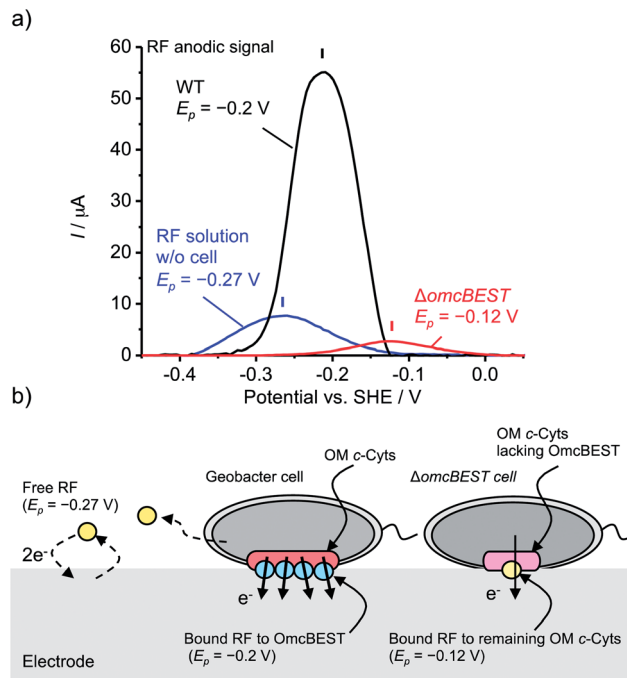 a)
RF anodic signal
WT
Ep = −0.2 V
RF solution
w/o cell
Ep = −0.27 V
ΔomcBEST
Ep = −0.12 V
I / μA
60
50
40
30
20
10
0
-0.4 -0.3 -0.2 -0.1 0.0
Potential vs. SHE / V
b)
OM c-Cyts
OM c-Cyts
lacking OmcBEST
Geobacter cell
ΔomcBEST cell
Free RF
(Ep = −0.27 V)
2e-
e-
e-
Bound RF to OmcBEST
(Ep = −0.2 V)
Bound RF to remaining OM c-Cyts
(Ep = −0.12 V)
Electrode